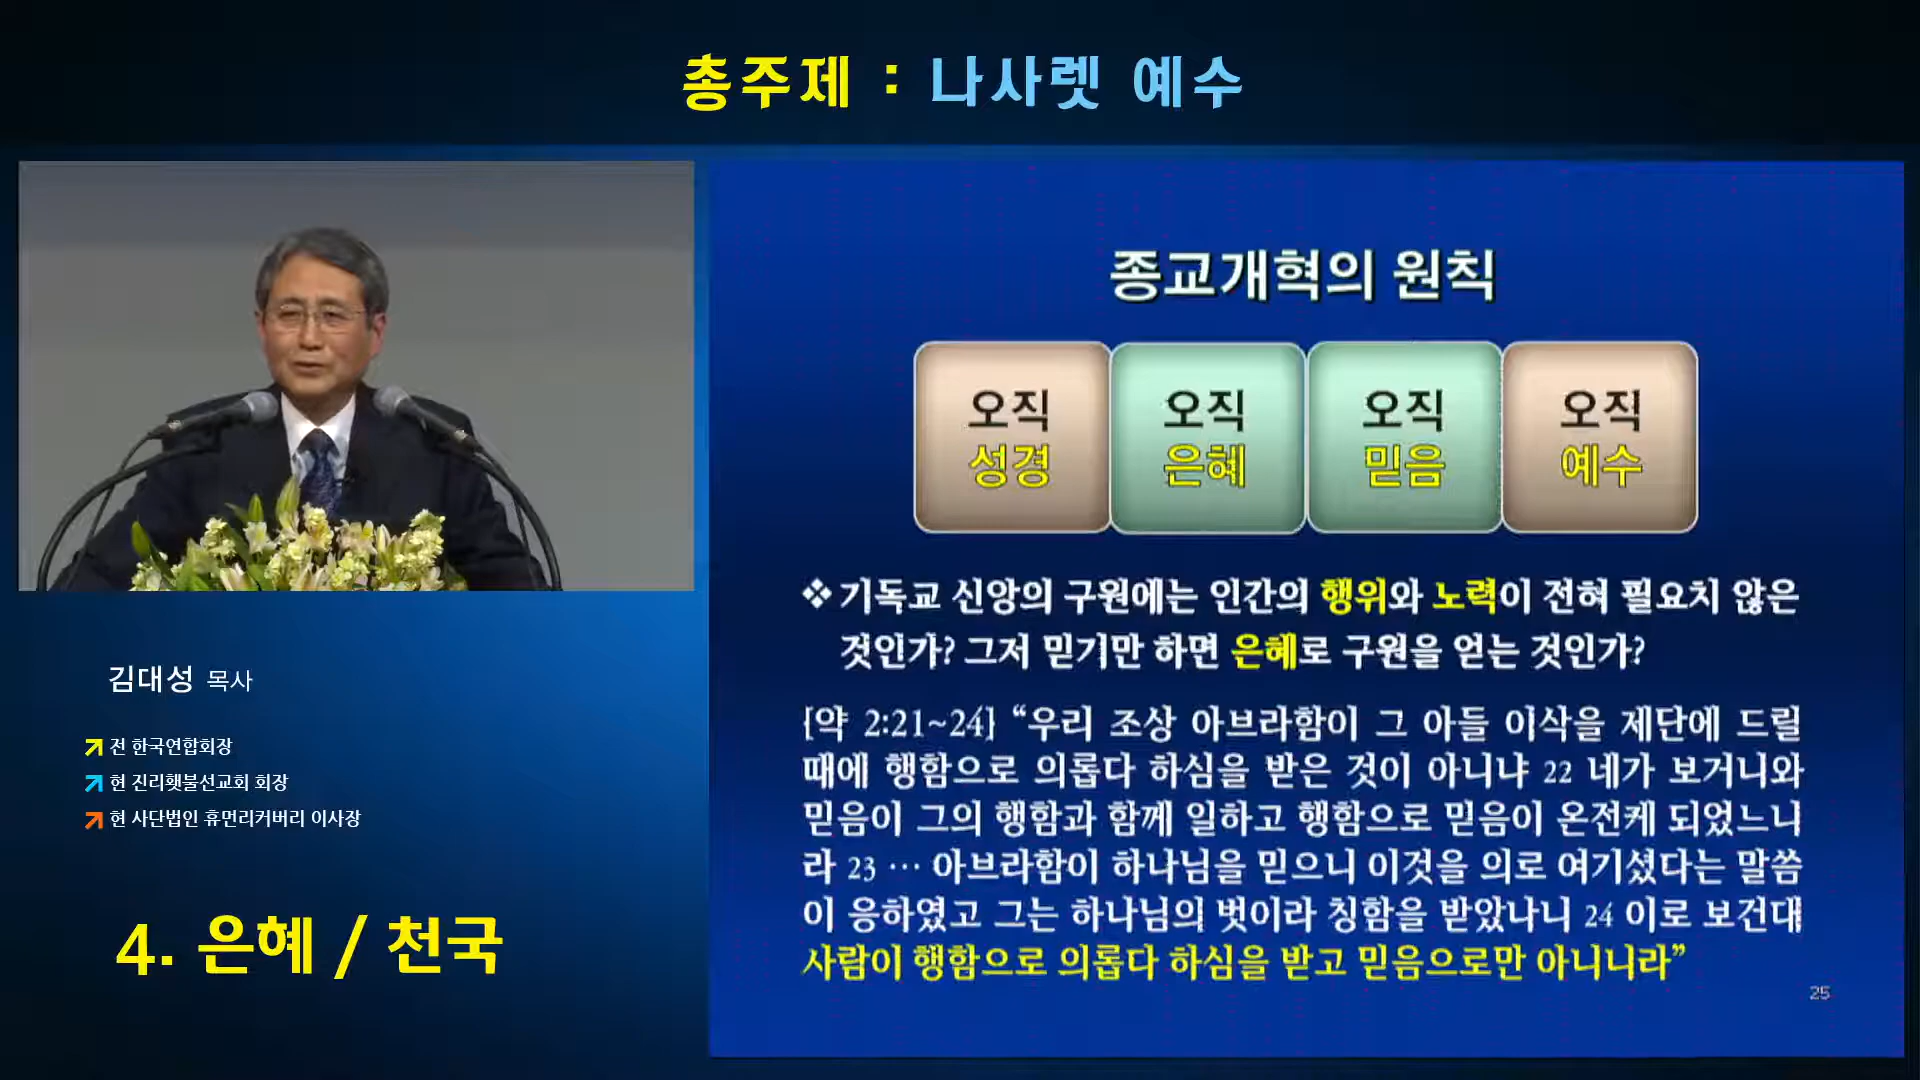 총주제 : 나사렛 예수
김대성 목사
전 한국연합회장
현 진리횃불선교회 회장
현 사단법인 휴먼리커버리 이사장
4. 은혜 / 천국
종교개혁의 원칙
오직
성경
오직
은혜
오직
믿음
오직
예수
❖기독교 신앙의 구원에는 인간의 행위와 노력이 전혀 필요치 않은
것인가? 그저 믿기만 하면 은혜로 구원을 얻는 것인가?
{약 2:21~24} “우리 조상 아브라함이 그 아들 이삭을 제단에 드릴
때에 행함으로 의롭다 하심을 받은 것이 아니냐 22 네가 보거니와
믿음이 그의 행함과 함께 일하고 행함으로 믿음이 온전케 되었느니
라 23 … 아브라함이 하나님을 믿으니 이것을 의로 여기셨다는 말씀
이 응하였고 그는 하나님의 벗이라 칭함을 받았나니 24 이로 보건대
사람이 행함으로 의롭다 하심을 받고 믿음으로만 아니니라”
25